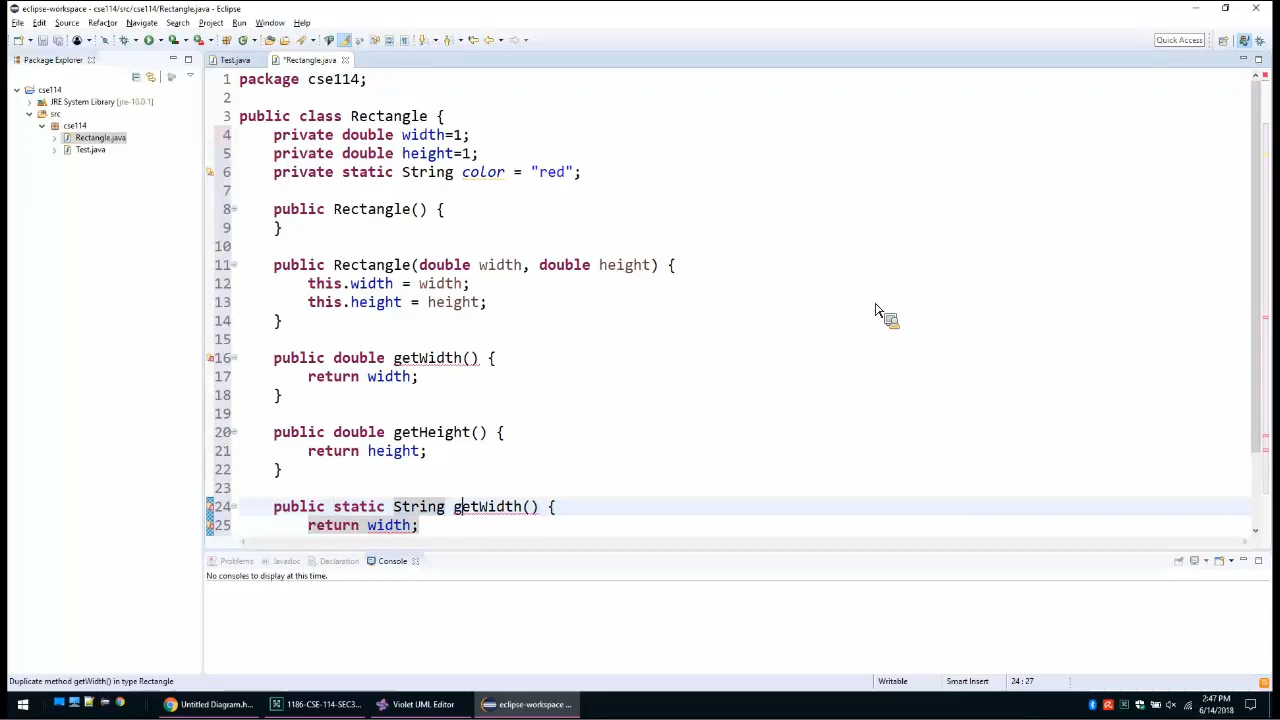 eclipse-workspace - cse114/src/cse114/Rectangle.java - Eclipse
File Edit Source Refactor Navigate Search Project Run Window Help
Quick Access
Package Explorer
Test.java
*Rectangle.java
cse114
JRE System Library [jre-10.0.1]
src
cse114
Rectangle.java
Test.java
1 package cse114;
2
3 public class Rectangle {
4 private double width=1;
5 private double height=1;
6 private static String color = "red";
7
8 public Rectangle() {
9 }
10
11 public Rectangle(double width, double height) {
12 this.width = width;
13 this.height = height;
14 }
15
16 public double getWidth() {
17 return width;
18 }
19
20 public double getHeight() {
21 return height;
22 }
23
24 public static String getWidth() {
25 return width;
Problems Javadoc Declaration Console
No consoles to display at this time.
Duplicate method getWidth() in type Rectangle
Writable Smart Insert 24 : 27
Untitled Diagram.h...
1186-CSE-114-SEC3...
Violet UML Editor
eclipse-workspace ...
2:47 PM
6/14/2018